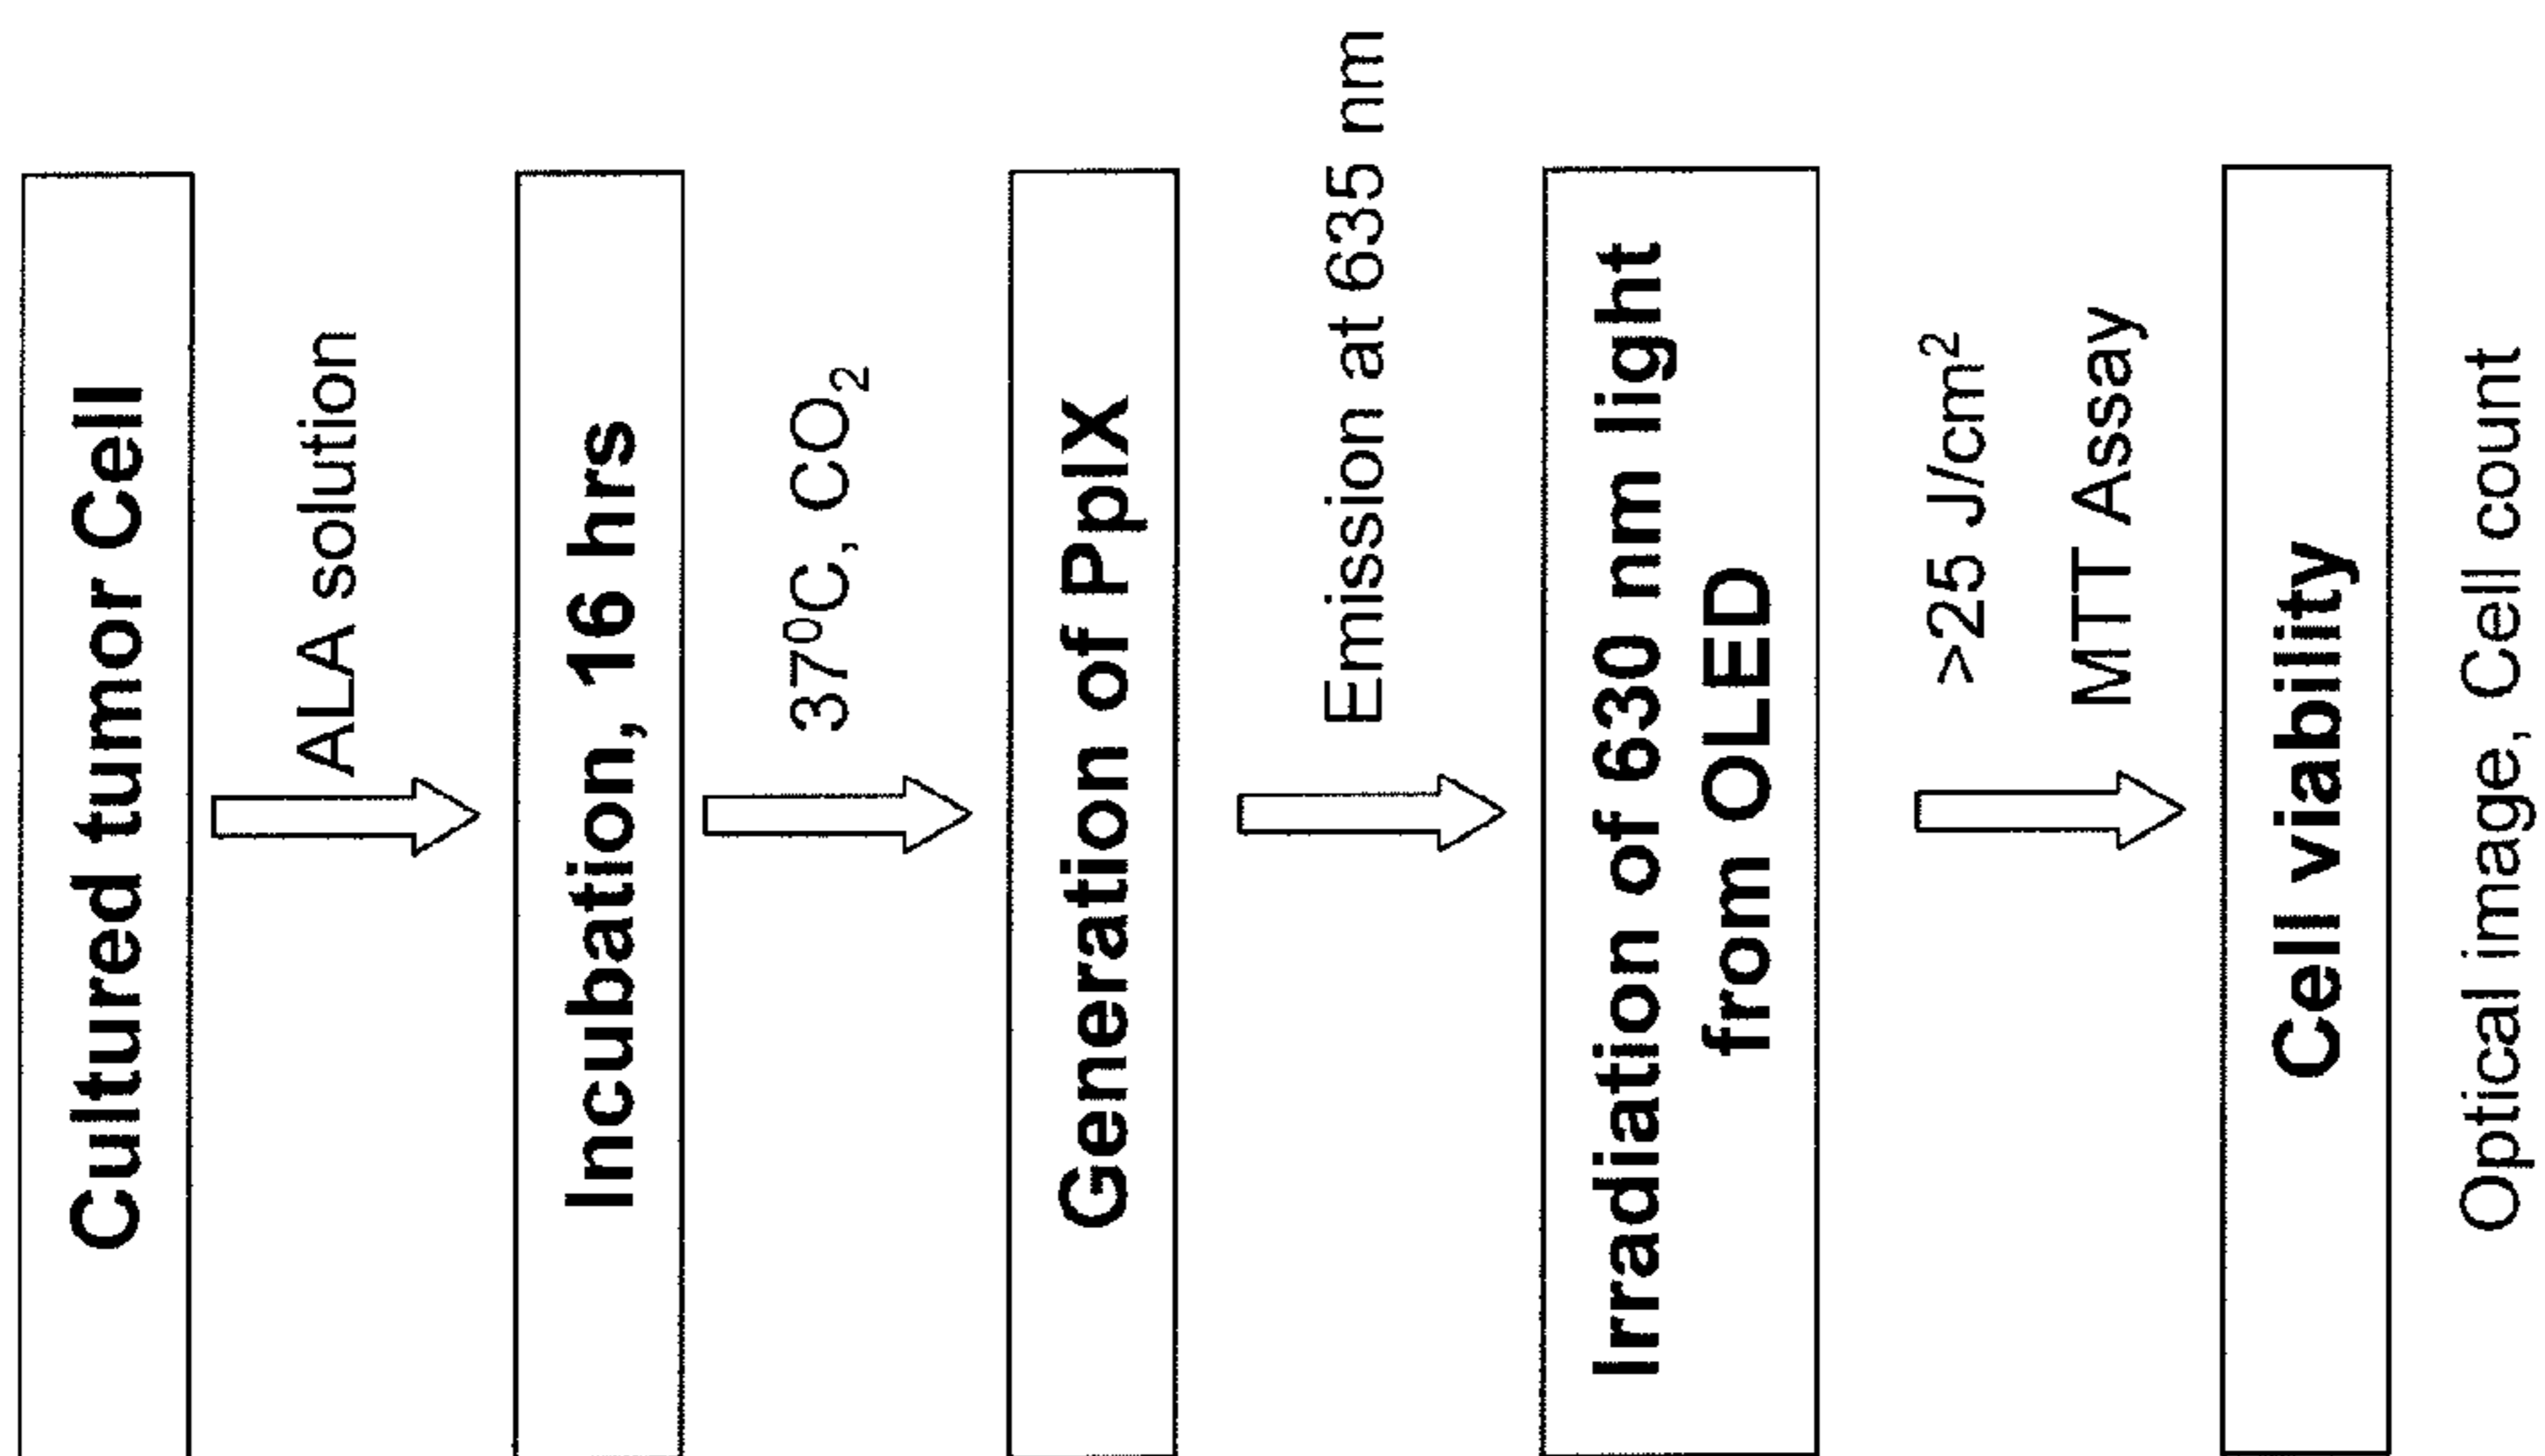 Cultured tumor Cell
ALA solution
Incubation, 16 hrs
37⁰C, CO₂
Generation of PpIX
Emission at 635 nm
Irradiation of 630 nm light
from OLED
>25 J/cm²
MTT Assay
Cell viability
Optical image, Cell count